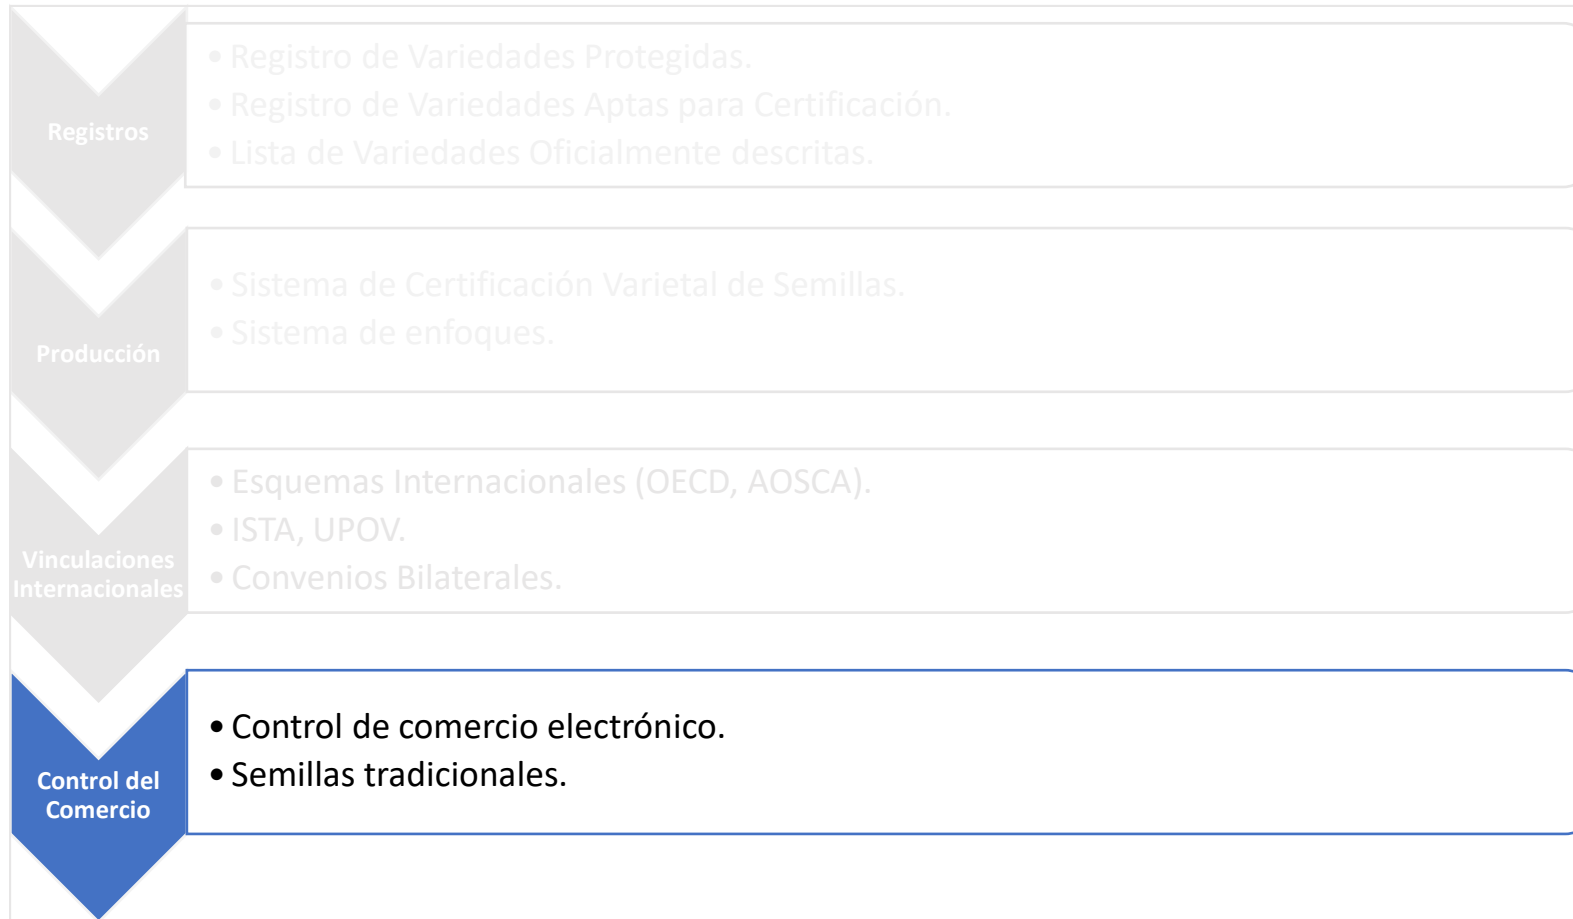 Registros
• Registro de Variedades Protegidas.
• Registro de Variedades Aptas para Certificación.
• Lista de Variedades Oficialmente descritas.
Producción
• Sistema de Certificación Varietal de Semillas.
• Sistema de enfoques.
Vinculaciones
Internacionales
• Esquemas Internacionales (OECD, AOSCA).
• ISTA, UPOV.
• Convenios Bilaterales.
Control del
Comercio
• Control de comercio electrónico.
• Semillas tradicionales.